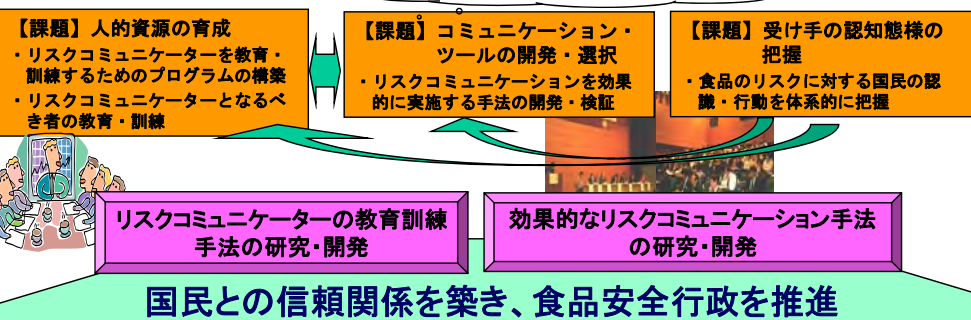 【課題】人的資源の育成
・リスクコミュニケーターを教育・
訓練するためのプログラムの構築
・リスクコミュニケーターとなるべ
き者の教育・訓練
【課題】コミュニケーション・
ツールの開発・選択
・リスクコミュニケーションを効果
的に実施する手法の開発・検証
【課題】受け手の認知態様の
把握
・食品のリスクに対する国民の認
識・行動を体系的に把握
リスクコミュニケーターの教育訓練
手法の研究・開発
効果的なリスクコミュニケーション手法
の研究・開発
国民との信頼関係を築き、食品安全行政を推進